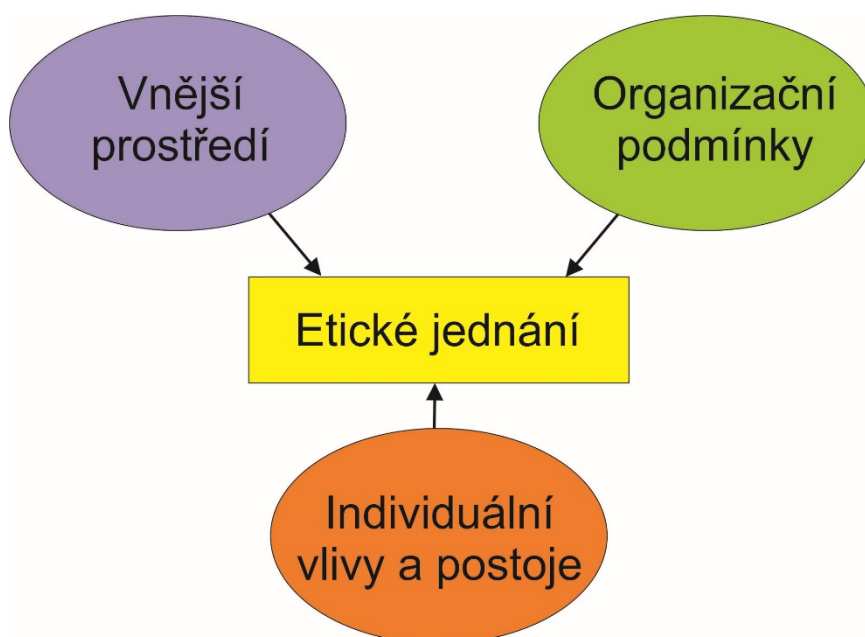 Vnější
prostředí
Organizační
podmínky
Etické jednání
Individuální
vlivy a postoje